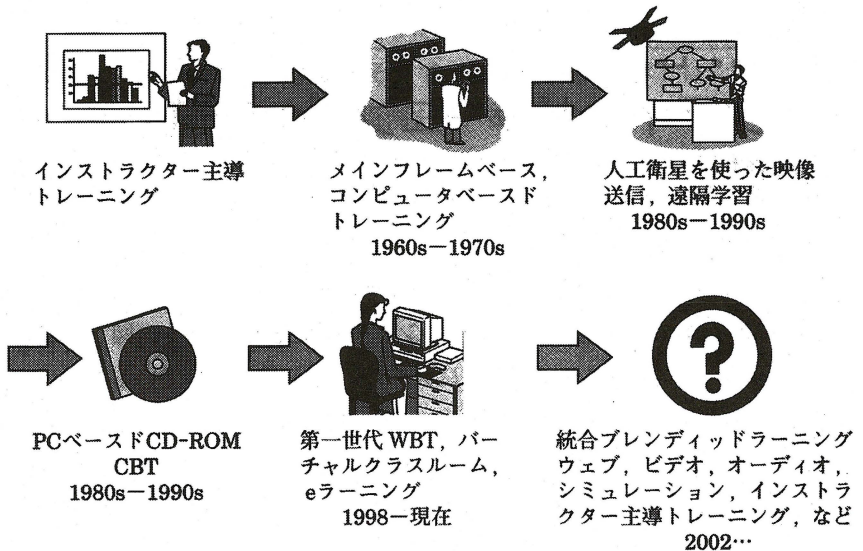 インストラクター主導
トレーニング
メインフレームベース,
コンピュータベースド
トレーニング
1960s－1970s
人工衛星を使った映像
送信, 遠隔学習
1980s－1990s
PCベースドCD-ROM
CBT
1980s－1990s
第一世代 WBT, バー
チャルクラスルーム,
eラーニング
1998－現在
?
統合ブレンディッドラーニング
ウェブ, ビデオ, オーディオ,
シミュレーション, インストラ
クター主導トレーニング, など
2002…